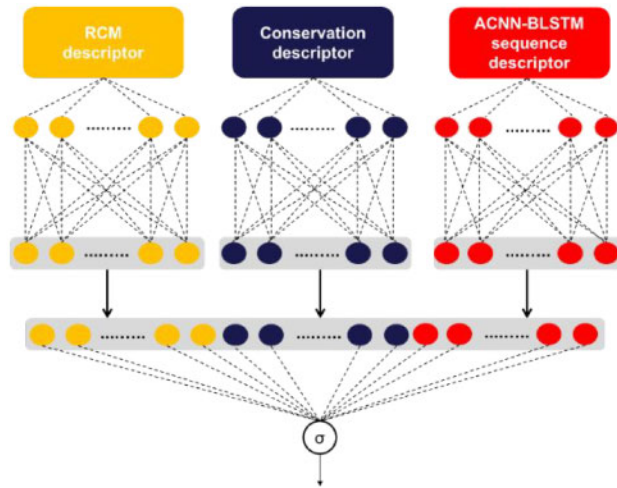 RCM
descriptor
Conservation
descriptor
ACNN-BLSTM
sequence
descriptor
σ